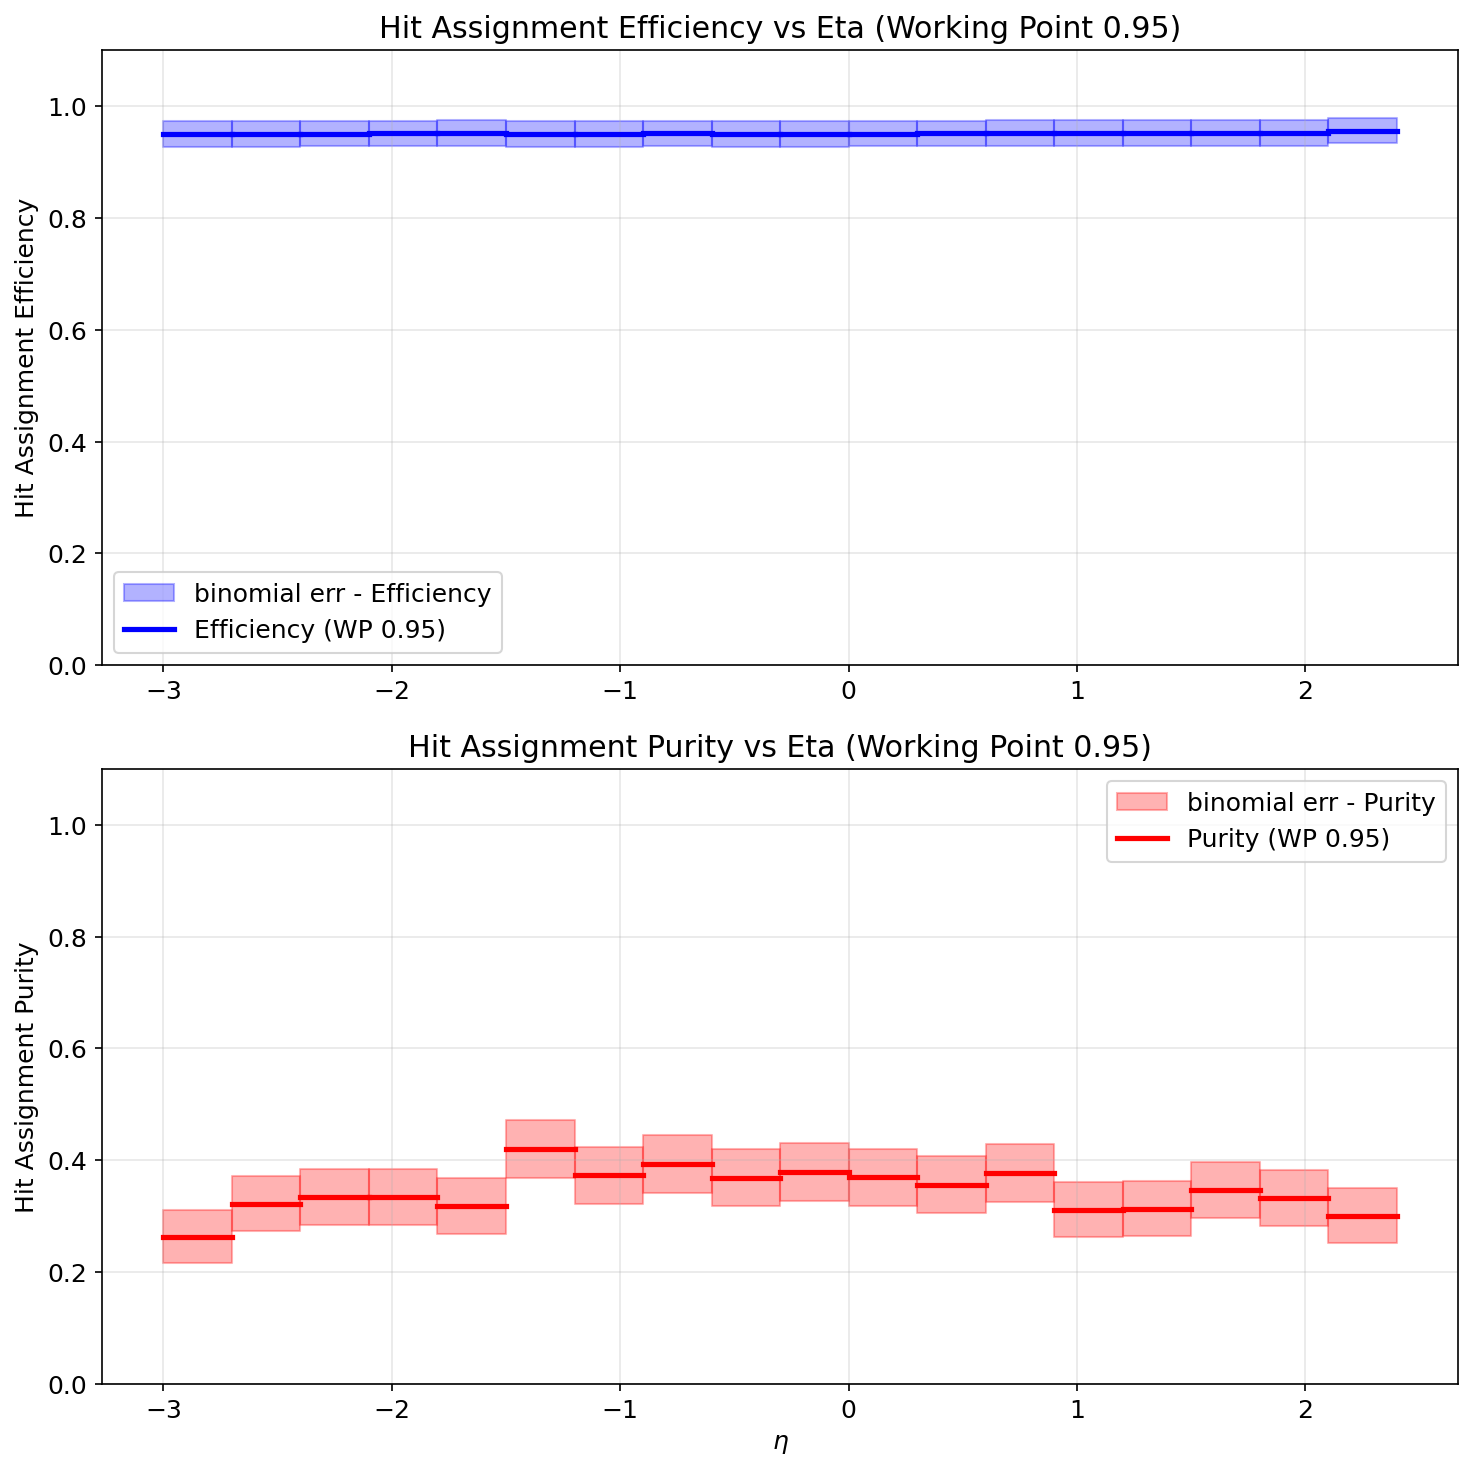 Hit Assignment Efficiency vs Eta (Working Point 0.95)
Hit Assignment Efficiency
1.0
0.8
0.6
0.4
0.2
0.0
binomial err - Efficiency
Efficiency (WP 0.95)
−3 −2 −1 0 1 2
Hit Assignment Purity vs Eta (Working Point 0.95)
Hit Assignment Purity
1.0
0.8
0.6
0.4
0.2
0.0
binomial err - Purity
Purity (WP 0.95)
−3 −2 −1 0 1 2
η